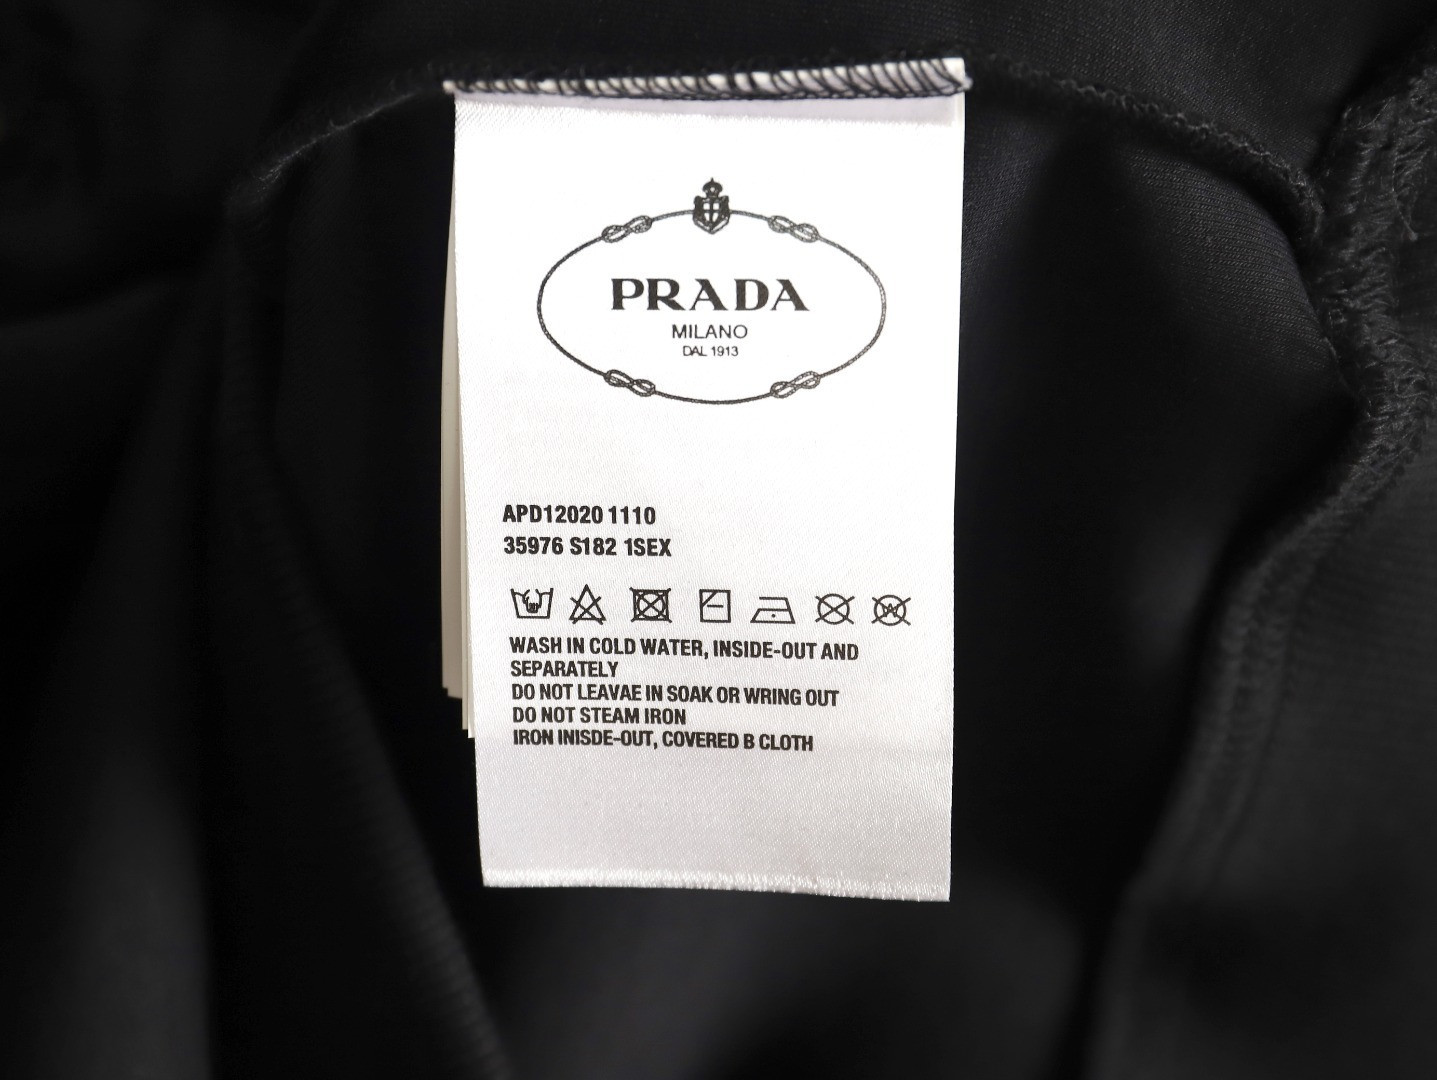 PRADA
MILANO
DAL 1913
APD12020 1110
35976 S182 1SEX
WASH IN COLD WATER, INSIDE-OUT AND
SEPARATELY
DO NOT LEAVAE IN SOAK OR WRING OUT
DO NOT STEAM IRON
IRON INISDE-OUT, COVERED B CLOTH